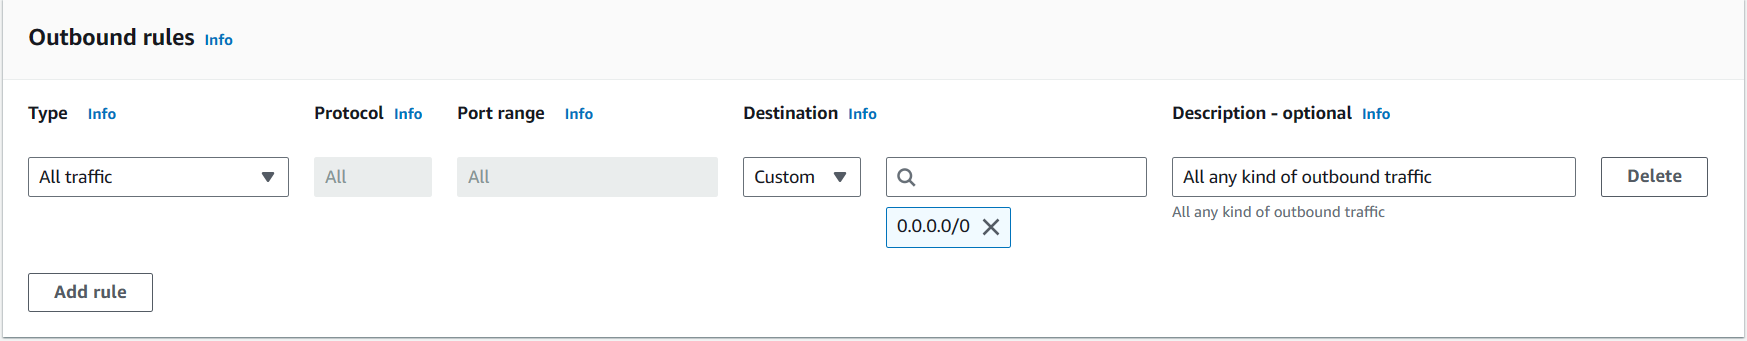 Outbound rules Info
Type Info Protocol Info Port range Info Destination Info Description - optional Info
All traffic All All Custom All any kind of outbound traffic Delete
All any kind of outbound traffic
0.0.0.0/0
Add rule